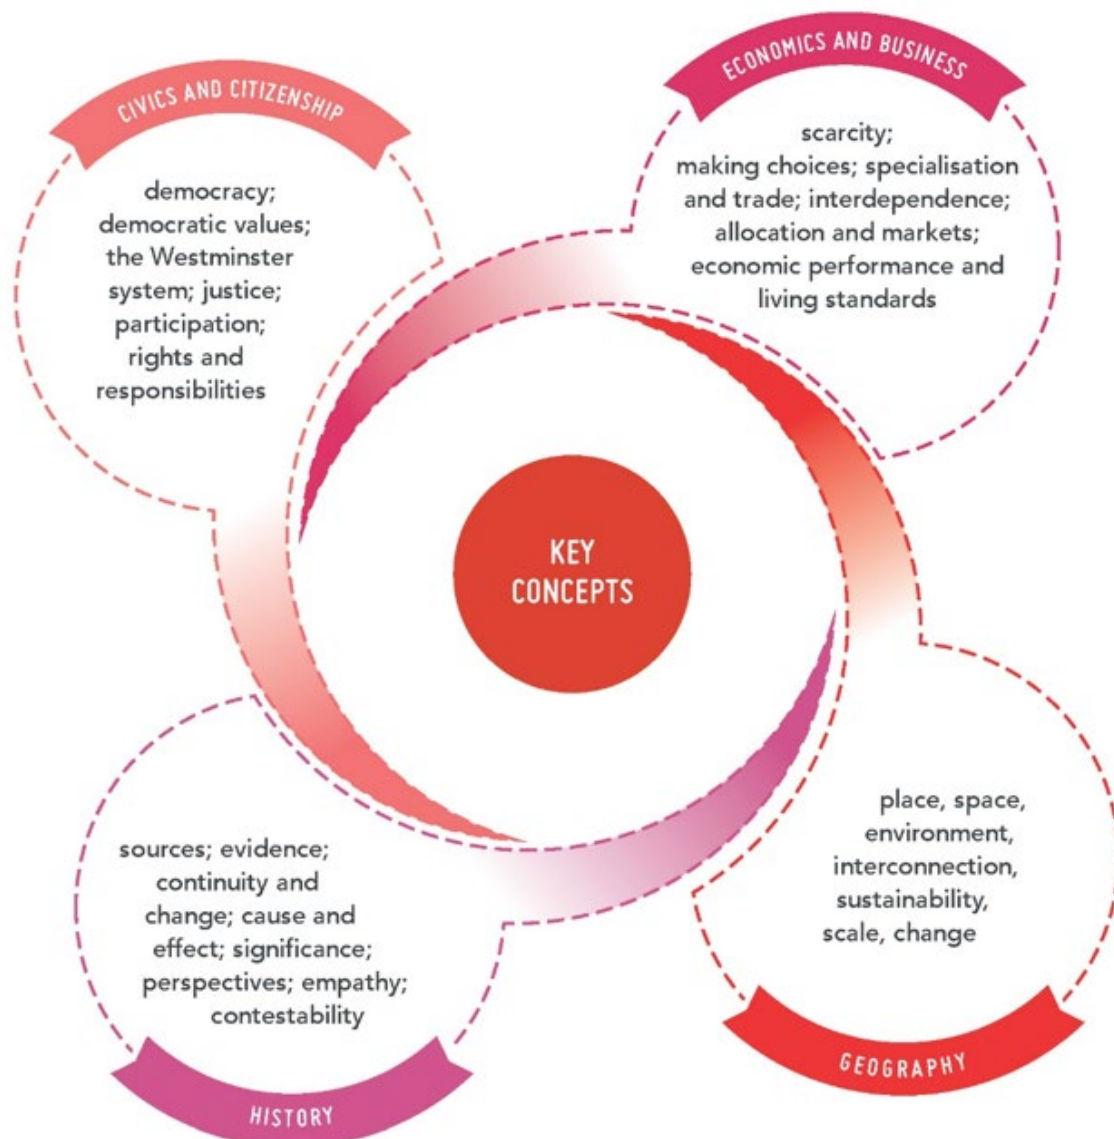 CIVICS AND CITIZENSHIP
democracy;
democratic values;
the Westminster
system; justice;
participation;
rights and
responsibilities
ECONOMICS AND BUSINESS
scarcity;
making choices; specialisation
and trade; interdependence;
allocation and markets;
economic performance and
living standards
KEY
CONCEPTS
sources; evidence;
continuity and
change; cause and
effect; significance;
perspectives; empathy;
contestability
HISTORY
place, space,
environment,
interconnection,
sustainability,
scale, change
GEOGRAPHY